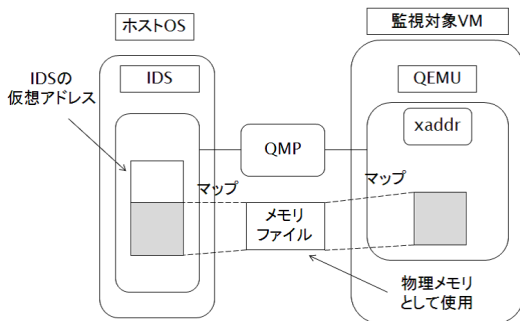 ホストOS
監視対象VM
IDSの
仮想アドレス
IDS
QEMU
xaddr
QMP
マップ
マップ
メモリ
ファイル
物理メモリ
として使用